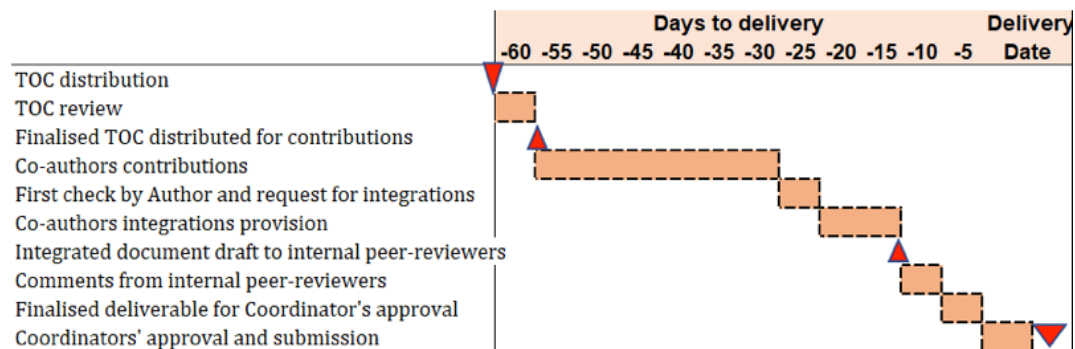 Days to delivery Delivery
-60 -55 -50 -45 -40 -35 -30 -25 -20 -15 -10 -5 Date
TOC distribution
TOC review
Finalised TOC distributed for contributions
Co-authors contributions
First check by Author and request for integrations
Co-authors integrations provision
Integrated document draft to internal peer-reviewers
Comments from internal peer-reviewers
Finalised deliverable for Coordinator's approval
Coordinators' approval and submission